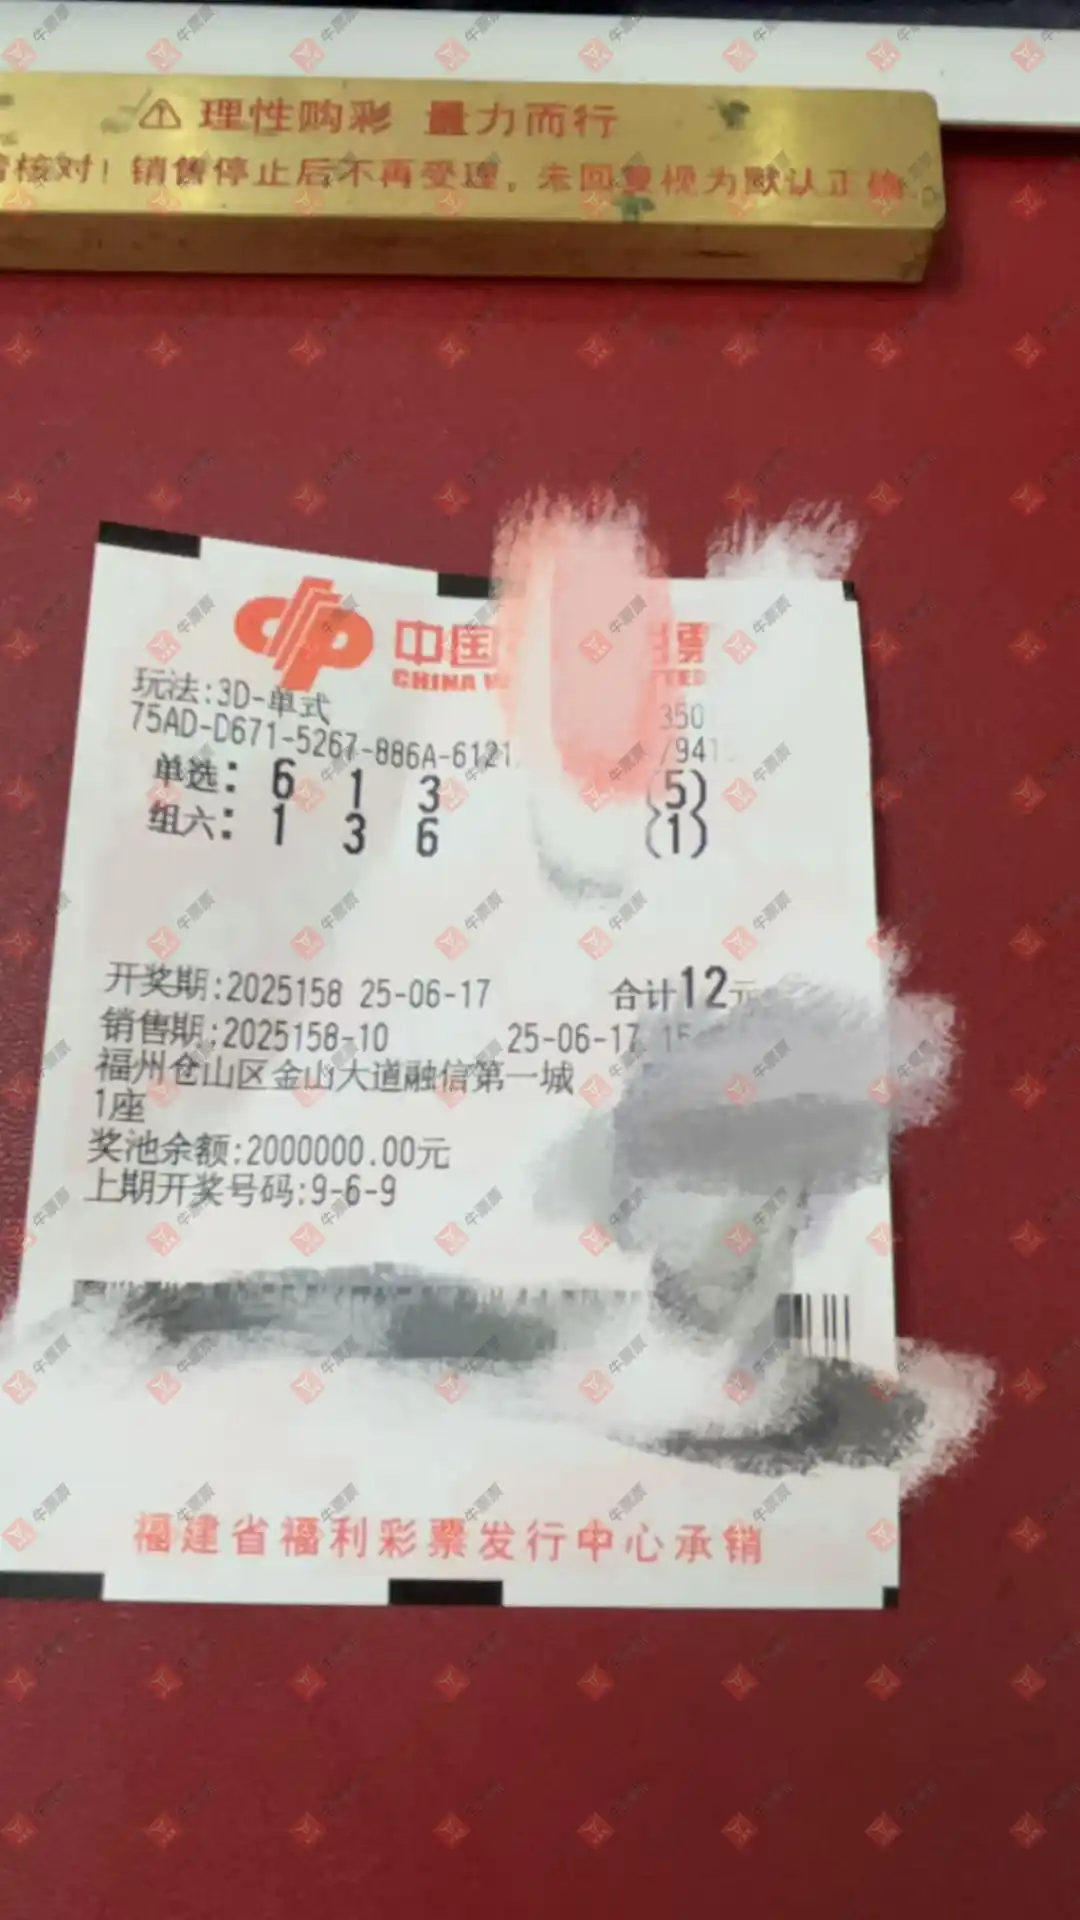 理性购彩 量力而行
核对！销售停止后不再受理，未回复视为默认正确
中国
CHINA
玩法:3D-单式
350
75AD-D671-5267-886A-6121
/941
单选: 6 1 3 (5)
组六: 1 3 6 (1)
开奖期:2025158 25-06-17 合计12元
销售期:2025158-10 25-06-17
福州仓山区金山大道融信第一城
1座
奖池余额:2000000.00元
上期开奖号码:9-6-9
福建省福利彩票发行中心承销
牛票票